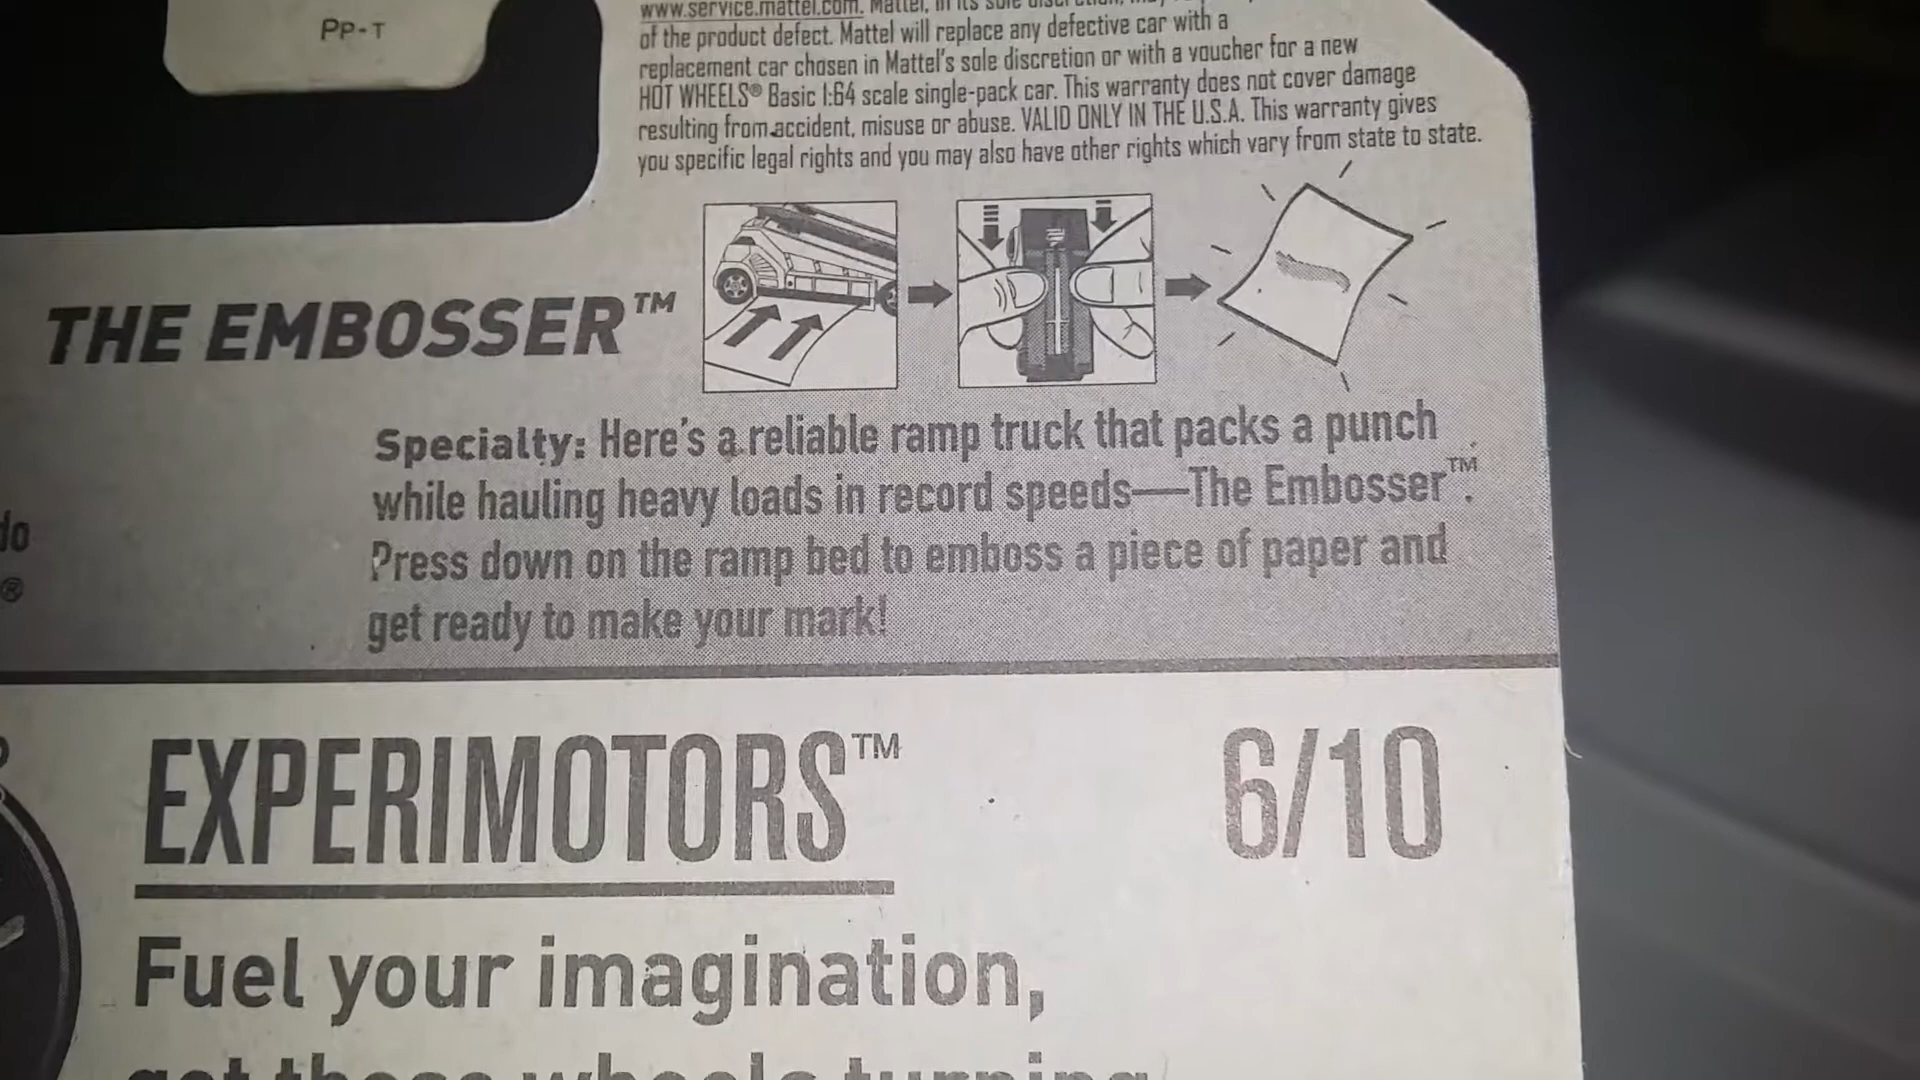 PP-T
www.service.mattel.com. Mattel, in its sole
of the product defect. Mattel will replace any defective car with a
replacement car chosen in Mattel's sole discretion or with a voucher for a new
HOT WHEELS® Basic 1:64 scale single-pack car. This warranty does not cover damage
resulting from accident, misuse or abuse. VALID ONLY IN THE U.S.A. This warranty gives
you specific legal rights and you may also have other rights which vary from state to state.
THE EMBOSSER™
Specialty: Here's a reliable ramp truck that packs a punch
while hauling heavy loads in record speeds—The Embosser™.
Press down on the ramp bed to emboss a piece of paper and
get ready to make your mark!
®
EXPERIMOTORS™ 6/10
Fuel your imagination,
get these wheels turning